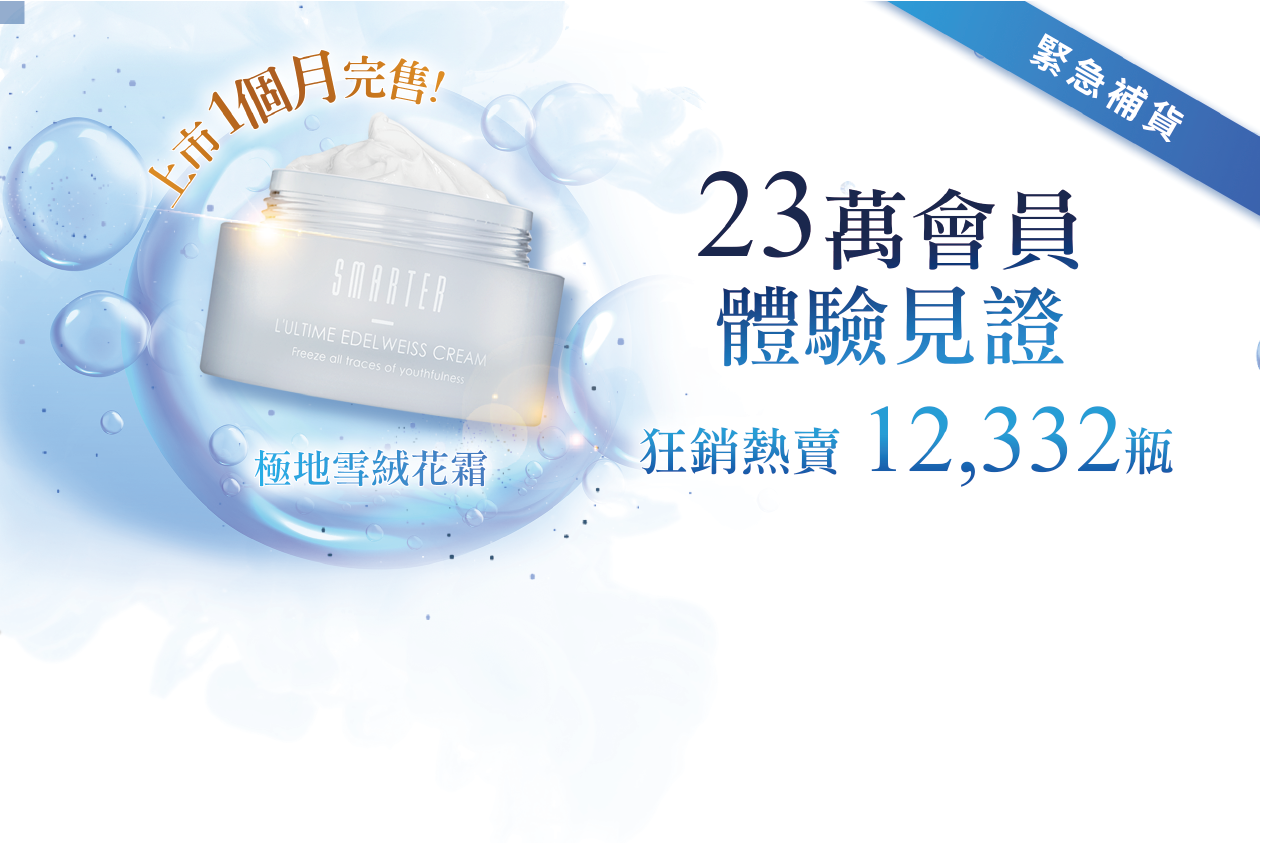 緊急補貨
上市1個月完售!
SMARTER
L'ULTIME EDELWEISS CREAM
Freeze all traces of youthfulness
極地雪絨花霜
23萬會員
體驗見證
狂銷熱賣 12,332瓶